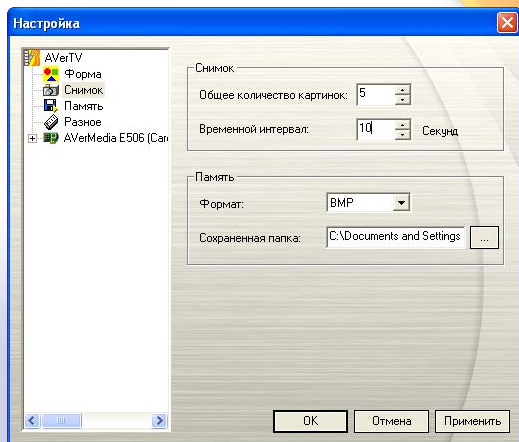 Настройка
AVerTV
Форма
Снимок
Память
Разное
AVerMedia E506 (Card
Снимок
Общее количество картинок: 5
Временной интервал: 10 Секунд
Память
Формат: BMP
Сохраненная папка: C:\Documents and Settings ...
OK Отмена Применить